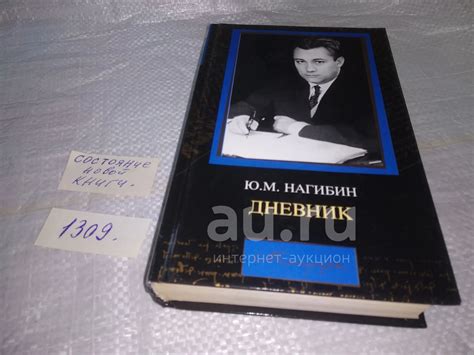 Ю.М. НАГИБИН
ДНЕВНИК
СОСТОЯНИЕ
НОВОЙ
КНИГИ.
1309.
au.ru
интернет-аукцион